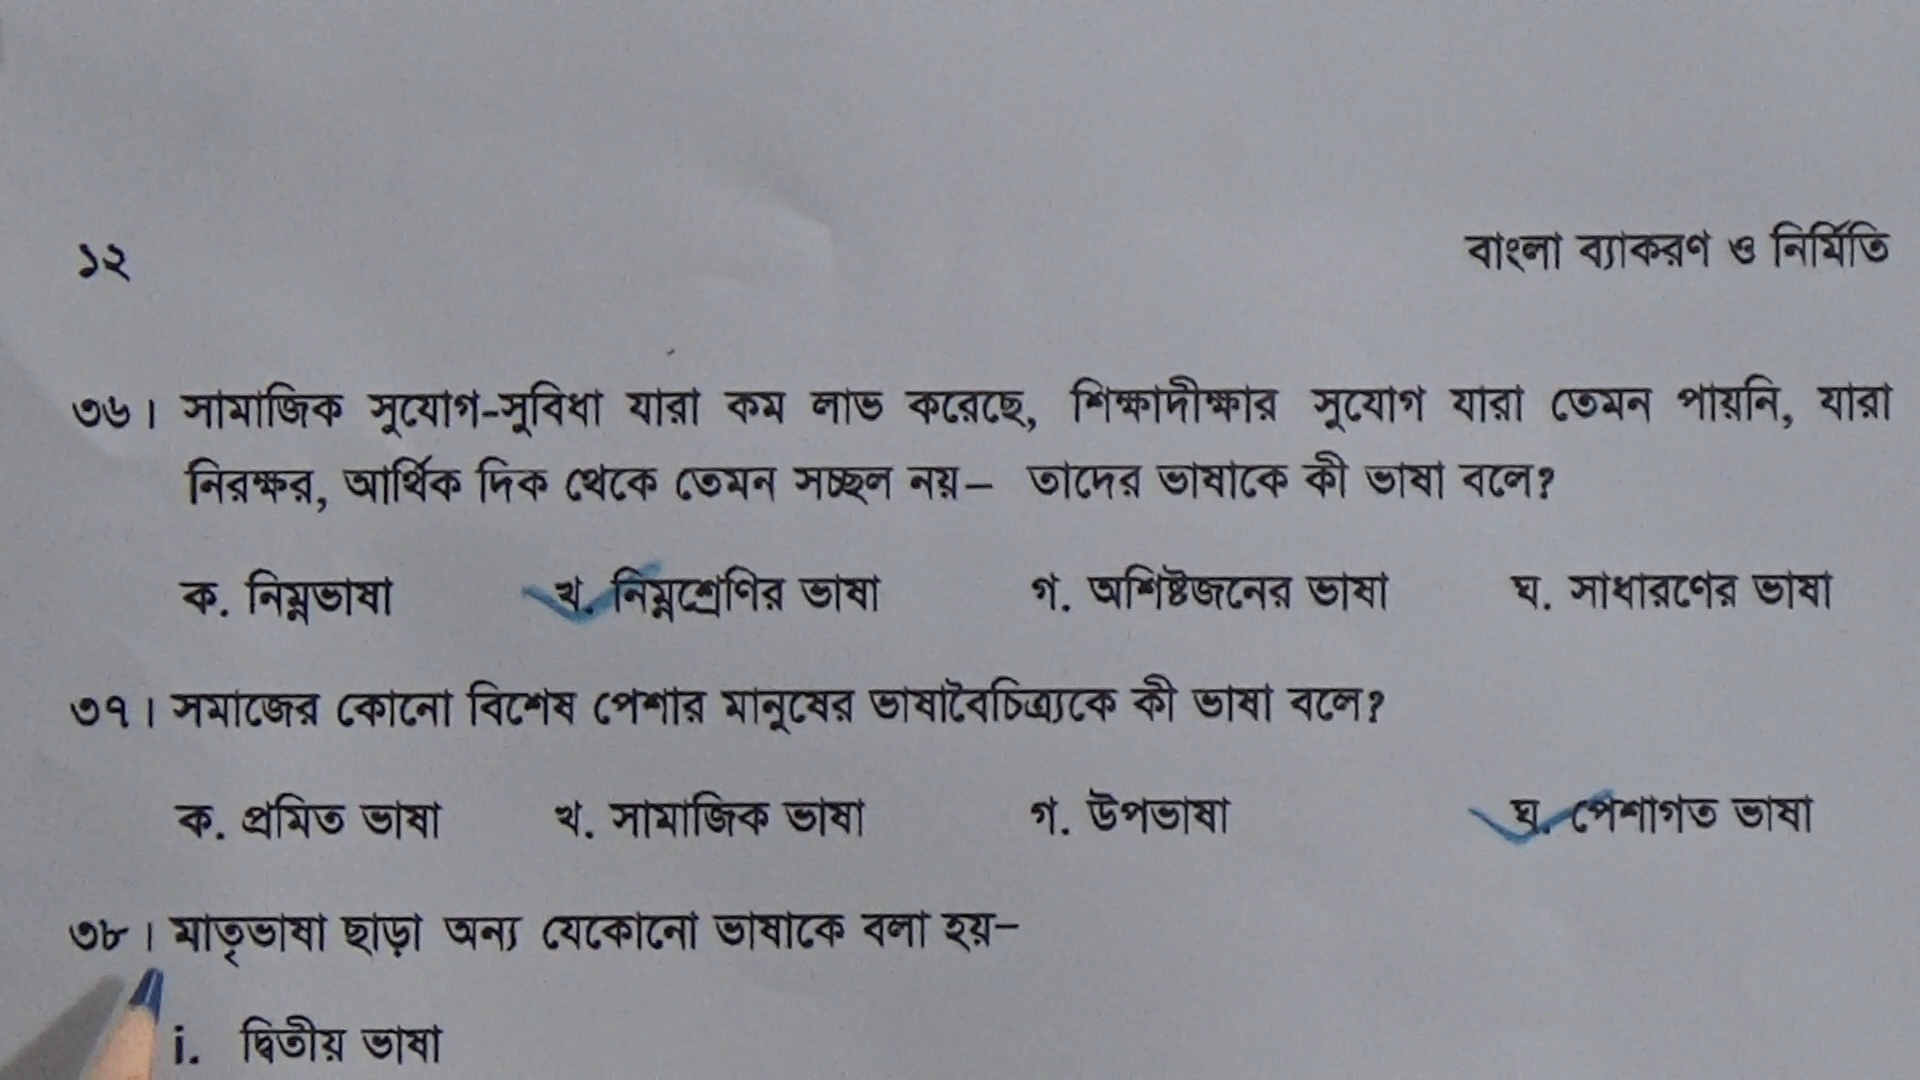 ১২ বাংলা ব্যাকরণ ও নির্মিতি
৩৬। সামাজিক সুযোগ-সুবিধা যারা কম লাভ করেছে, শিক্ষাদীক্ষার সুযোগ যারা তেমন পায়নি, যারা
নিরক্ষর, আর্থিক দিক থেকে তেমন সচ্ছল নয়– তাদের ভাষাকে কী ভাষা বলে?
ক. নিম্নভাষা খ. নিম্নশ্রেণির ভাষা গ. অশিষ্টজনের ভাষা ঘ. সাধারণের ভাষা
৩৭। সমাজের কোনো বিশেষ পেশার মানুষের ভাষাবৈচিত্র্যকে কী ভাষা বলে?
ক. প্রমিত ভাষা খ. সামাজিক ভাষা গ. উপভাষা ঘ. পেশাগত ভাষা
৩৮। মাতৃভাষা ছাড়া অন্য যেকোনো ভাষাকে বলা হয়–
i. দ্বিতীয় ভাষা